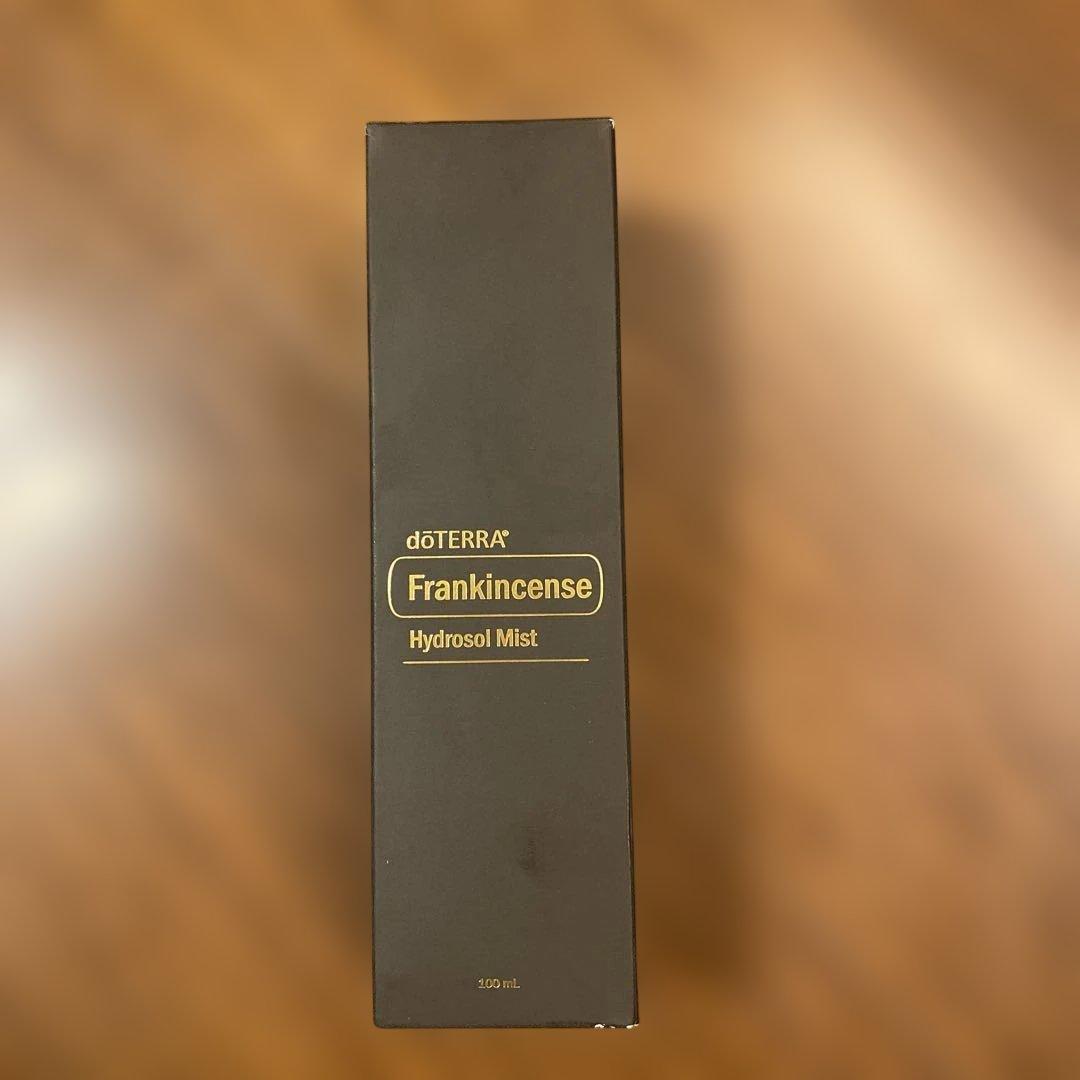 dōTERRA®
Frankincense
Hydrosol Mist
100 mL